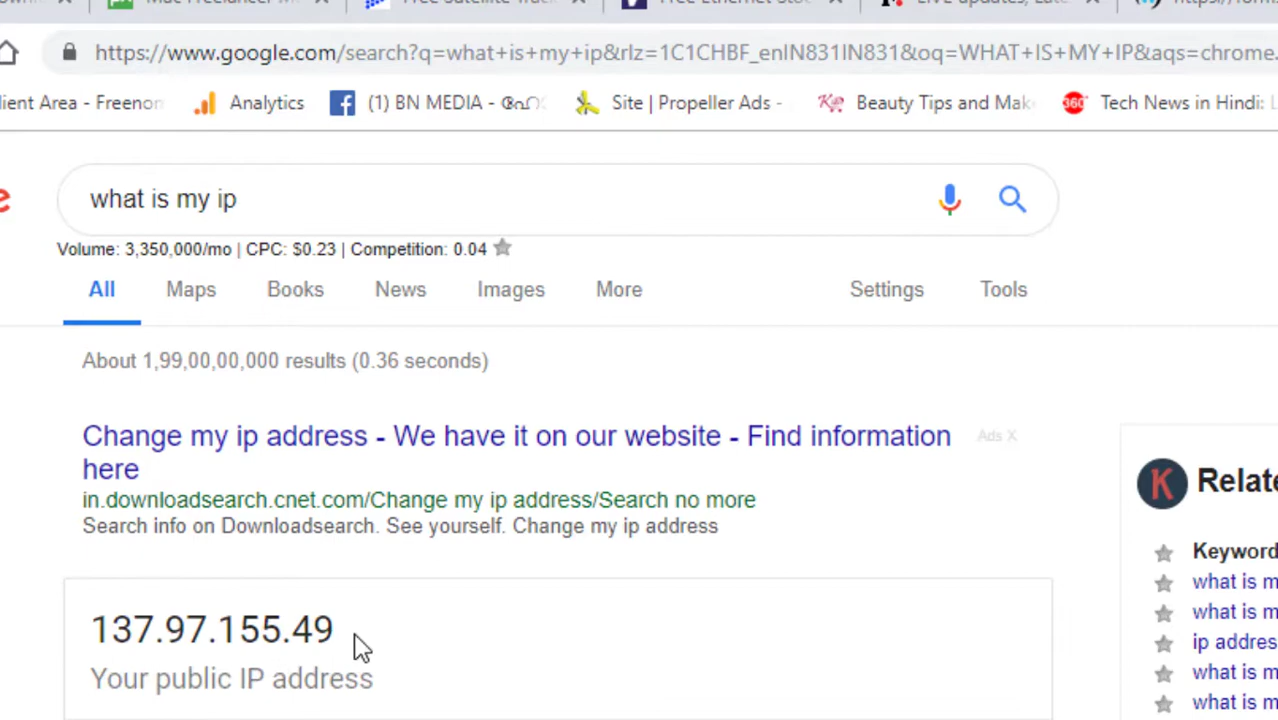 https://www.google.com/search?q=what+is+my+ip&rlz=1C1CHBF_enIN831IN831&oq=WHAT+IS+MY+IP&aqs=chrome.
lient Area - Freenom
Analytics
(1) BN MEDIA -
Site | Propeller Ads -
Beauty Tips and Mak
360°
Tech News in Hindi: L
e
what is my ip
Volume: 3,350,000/mo | CPC: $0.23 | Competition: 0.04
All
Maps
Books
News
Images
More
Settings
Tools
About 1,99,00,00,000 results (0.36 seconds)
Change my ip address - We have it on our website - Find information
here
Ads X
in.downloadsearch.cnet.com/Change my ip address/Search no more
Search info on Downloadsearch. See yourself. Change my ip address
137.97.155.49
Your public IP address
K
Relate
Keyword
what is m
what is m
ip addres
what is m
what is m